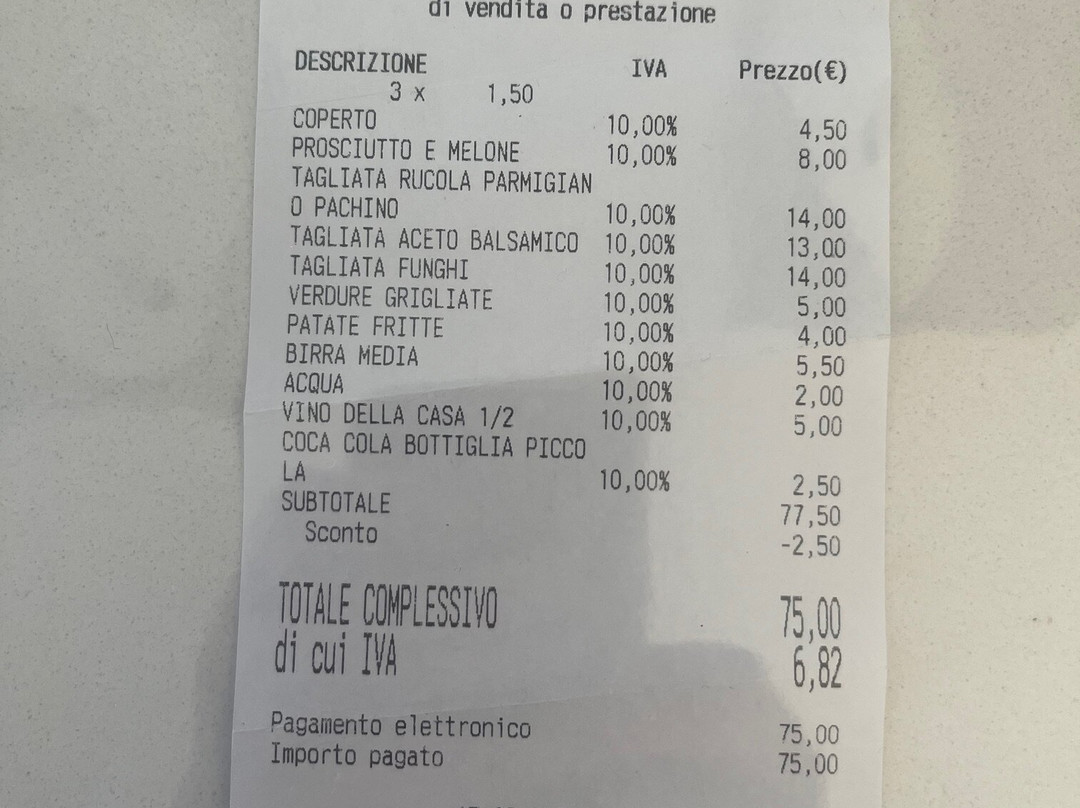 di vendita o prestazione
DESCRIZIONE IVA Prezzo(€)
3 x 1,50
COPERTO 10,00% 4,50
PROSCIUTTO E MELONE 10,00% 8,00
TAGLIATA RUCOLA PARMIGIAN
O PACHINO 10,00% 14,00
TAGLIATA ACETO BALSAMICO 10,00% 13,00
TAGLIATA FUNGHI 10,00% 14,00
VERDURE GRIGLIATE 10,00% 5,00
PATATE FRITTE 10,00% 4,00
BIRRA MEDIA 10,00% 5,50
ACQUA 10,00% 2,00
VINO DELLA CASA 1/2 10,00% 5,00
COCA COLA BOTTIGLIA PICCO
LA 10,00% 2,50
SUBTOTALE 77,50
Sconto -2,50
TOTALE COMPLESSIVO 75,00
di cui IVA 6,82
Pagamento elettronico 75,00
Importo pagato 75,00